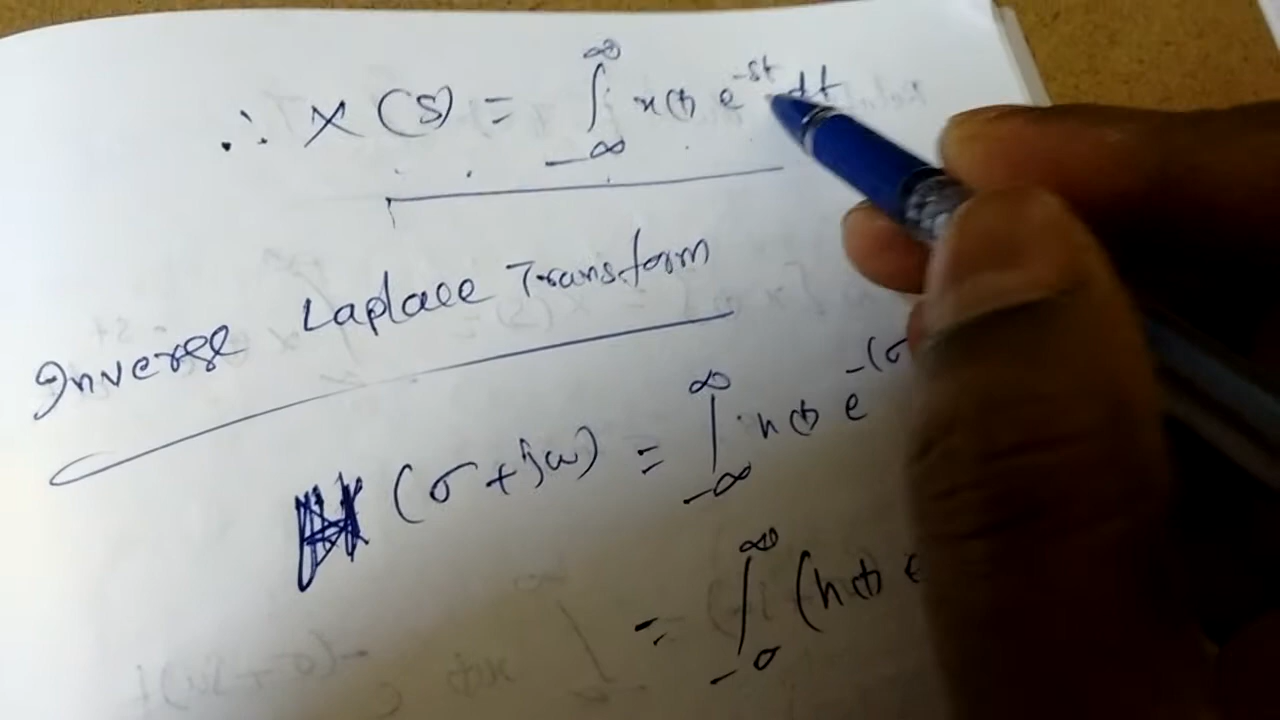 ∴ X(S) = ∫_{-∞}^{∞} x(t) e^{-st} dt
Inverse Laplace Transform
(σ+jω) = ∫_{-∞}^{∞} h(t) e^{-(σ
= ∫_{-σ}^{∞} (h(t) e